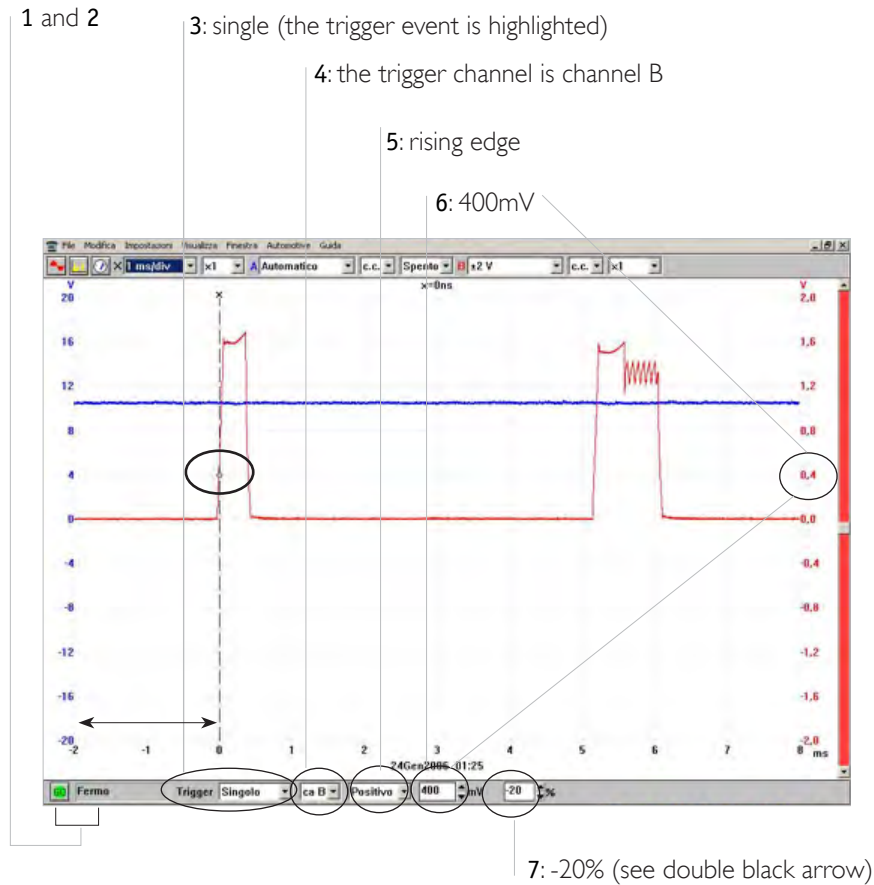 1 and 2
3: single (the trigger event is highlighted)
4: the trigger channel is channel B
5: rising edge
6: 400mV
File Modifica Impostazioni Visualizza Finestra Automotive Guida
1 ms/div x1 A Automatico c.c. Spento B ±2 V c.c. x1
x=0ns
V V
20 2,0
16 1,6
12 1,2
8 0,8
4 0,4
0 0,0
-4 -0,4
-8 -0,8
-12 -1,2
-16 -1,6
-20 -2,0
-2 -1 0 1 2 3 4 5 6 7 8 ms
24Gen2006 01:25
GO Fermo Trigger Singolo ca B Positivo 400 mV -20 %
7: -20% (see double black arrow)